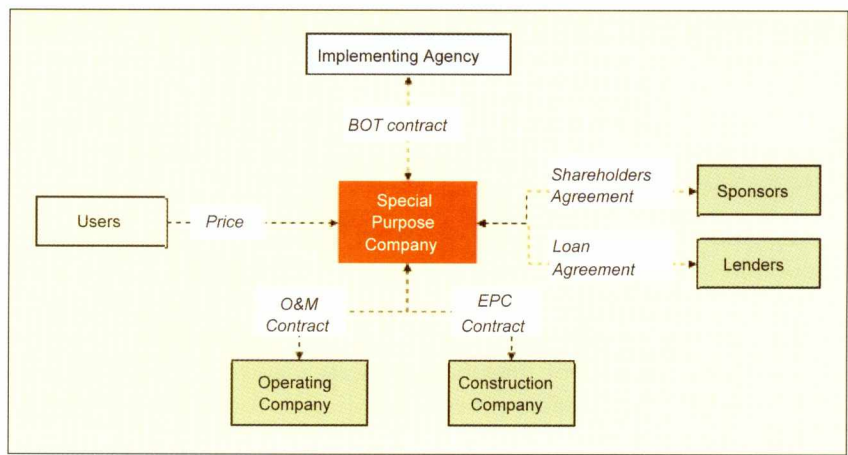 Implementing Agency
BOT contract
Special
Purpose
Company
Users
Price
Shareholders
Agreement
Sponsors
Loan
Agreement
Lenders
O&M
Contract
EPC
Contract
Operating
Company
Construction
Company